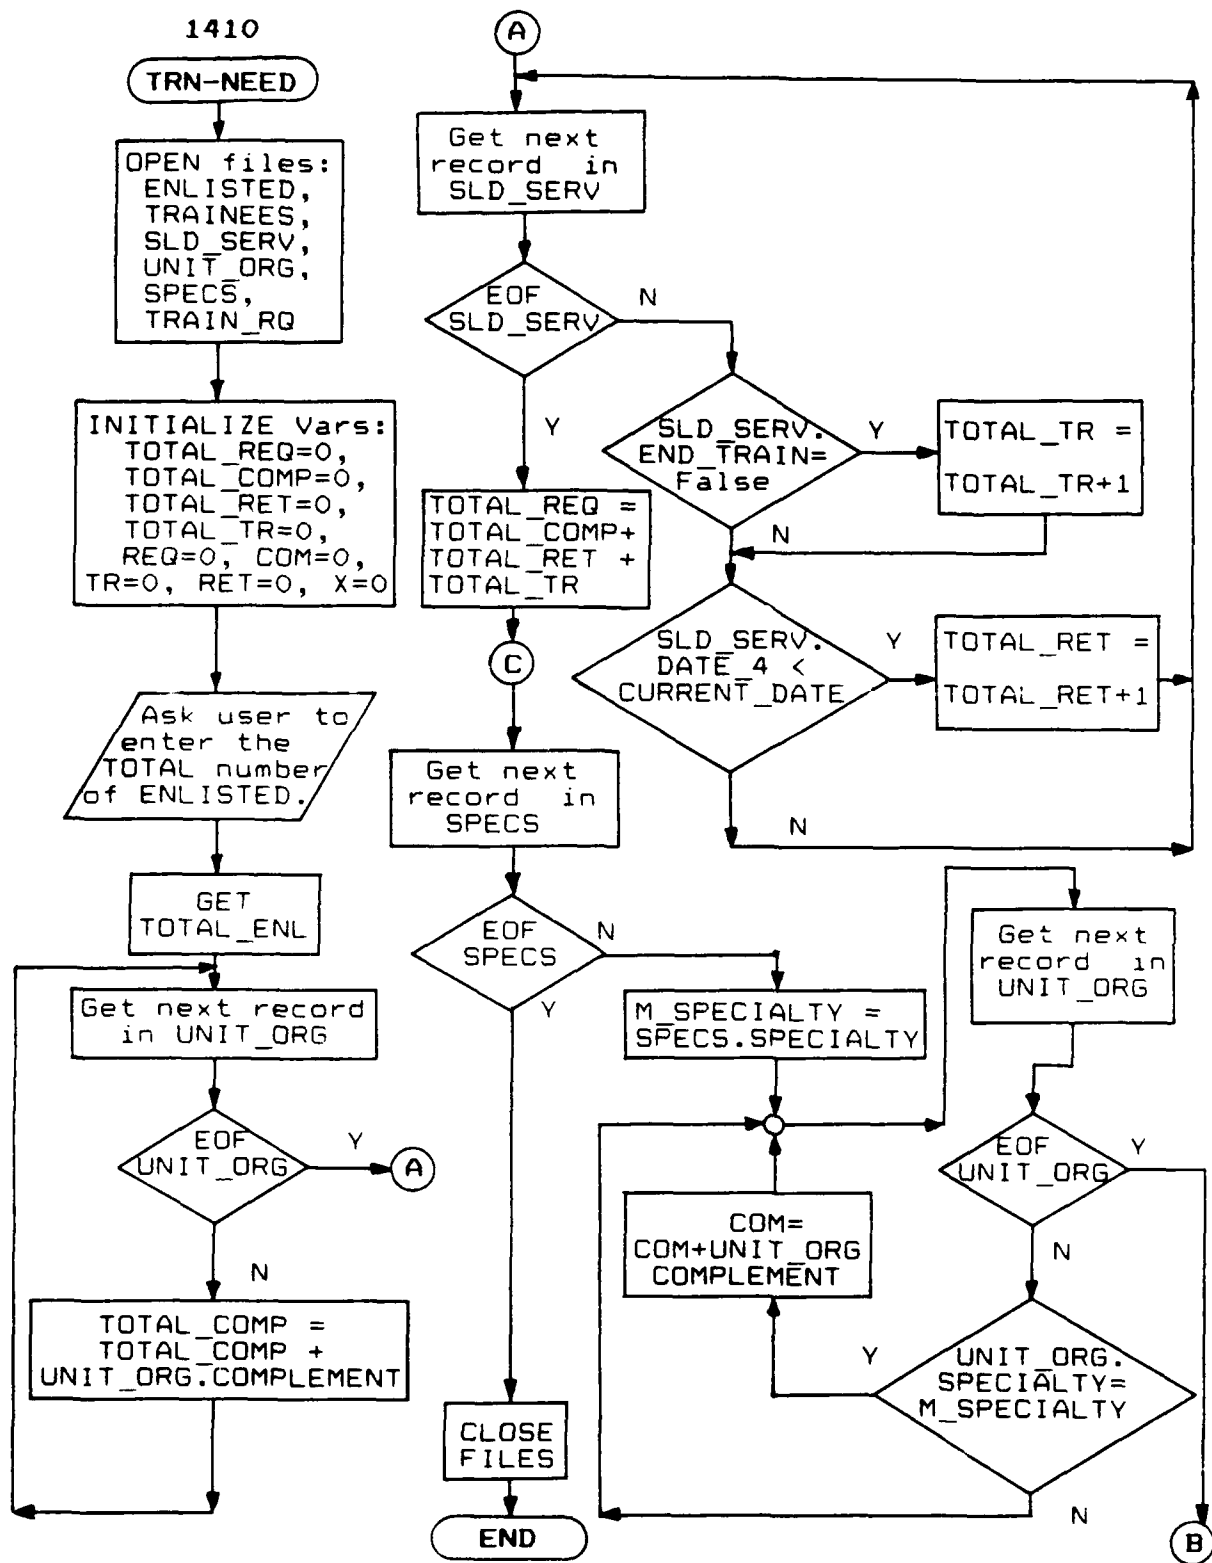 1410
TRN-NEED
OPEN files:
ENLISTED,
TRAINEES,
SLD_SERV,
UNIT_ORG,
SPECS,
TRAIN_RQ
INITIALIZE Vars:
TOTAL_REQ=0,
TOTAL_COMP=0,
TOTAL_RET=0,
TOTAL_TR=0,
REQ=0, COM=0,
TR=0, RET=0, X=0
Ask user to
enter the
TOTAL number
of ENLISTED.
GET
TOTAL_ENL
Get next record
in UNIT_ORG
EOF
UNIT_ORG
Y
A
N
TOTAL_COMP =
TOTAL_COMP +
UNIT_ORG.COMPLEMENT
A
Get next
record in
SLD_SERV
EOF
SLD_SERV
N
Y
SLD_SERV.
END_TRAIN=
False
Y
TOTAL_TR =
TOTAL_TR+1
N
SLD_SERV.
DATE_4 <
CURRENT_DATE
Y
TOTAL_RET =
TOTAL_RET+1
N
TOTAL_REQ =
TOTAL_COMP+
TOTAL_RET +
TOTAL_TR
C
Get next
record in
SPECS
EOF
SPECS
N
Y
M_SPECIALTY =
SPECS.SPECIALTY
Get next
record in
UNIT_ORG
EOF
UNIT_ORG
Y
N
COM=
COM+UNIT_ORG
COMPLEMENT
Y
UNIT_ORG.
SPECIALTY=
M_SPECIALTY
N
B
CLOSE
FILES
END